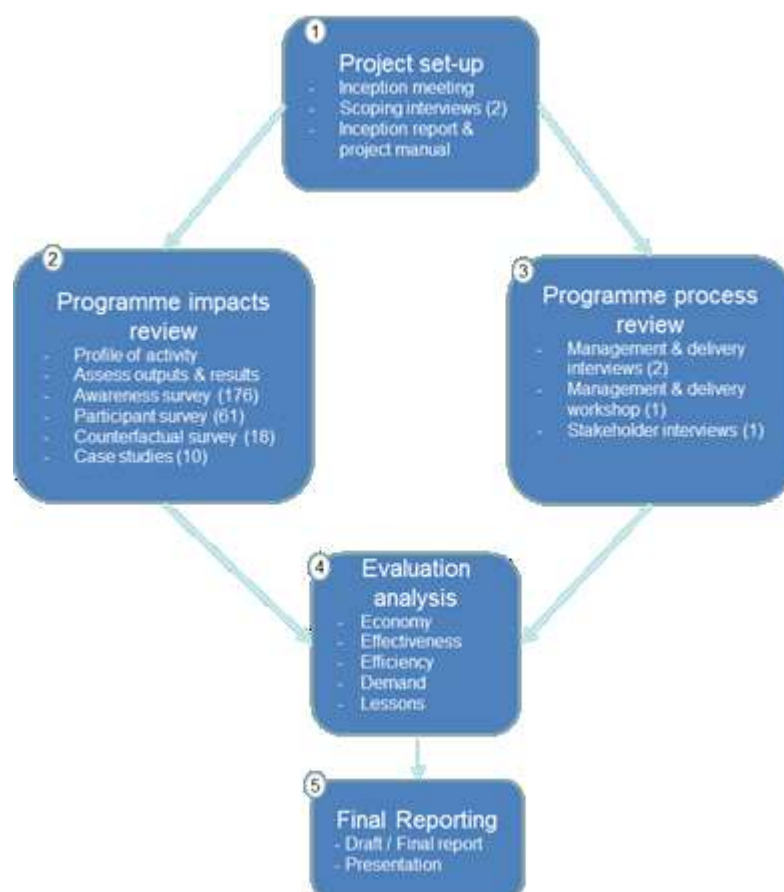 1
Project set-up
- Inception meeting
- Scoping interviews (2)
- Inception report &
project manual
2
Programme impacts
review
- Profile of activity
- Assess outputs & results
- Awareness survey (176)
- Participant survey (61)
- Counterfactual survey (18)
- Case studies (10)
3
Programme process
review
- Management & delivery
interviews (2)
- Management & delivery
workshop (1)
- Stakeholder interviews (1)
4
Evaluation
analysis
- Economy
- Effectiveness
- Efficiency
- Demand
- Lessons
5
Final Reporting
- Draft / Final report
- Presentation